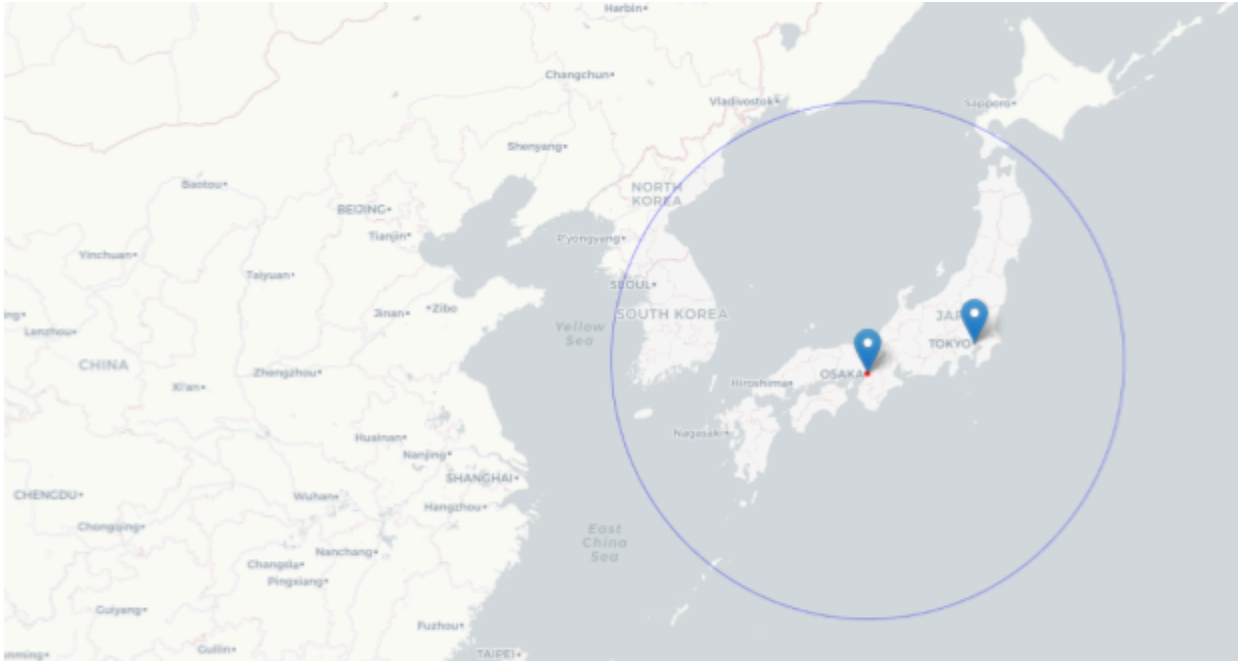 Harbin
Changchun
Vladivostok
Sapporo
Shenyang
Baotou
NORTH
KOREA
BEIJING
Tianjin
P'yongyang
Yinchuan
Taiyuan
SEOUL
Jinan
Zibo
SOUTH KOREA
JAP
Lanzhou
Yellow
Sea
TOKYO
CHINA
Zhengzhou
OSAKA
Xi'an
Hiroshima
Nagasaki
Huainan
Nanjing
SHANGHAI
CHENGDU
Wuhan
Hangzhou
Chongqing
East
China
Sea
Nanchang
Changsha
Pingxiang
Guiyang
Fuzhou
Guilin
TAIPEI